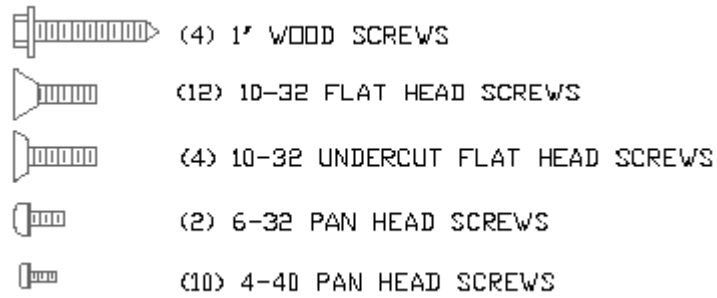 (4) 1' WOOD SCREWS
(12) 10-32 FLAT HEAD SCREWS
(4) 10-32 UNDERCUT FLAT HEAD SCREWS
(2) 6-32 PAN HEAD SCREWS
(10) 4-40 PAN HEAD SCREWS